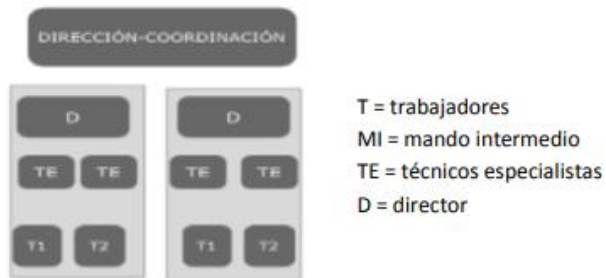 DIRECCIÓN-COORDINACIÓN
D D
TE TE TE TE
T1 T2 T1 T2
T = trabajadores
MI = mando intermedio
TE = técnicos especialistas
D = director